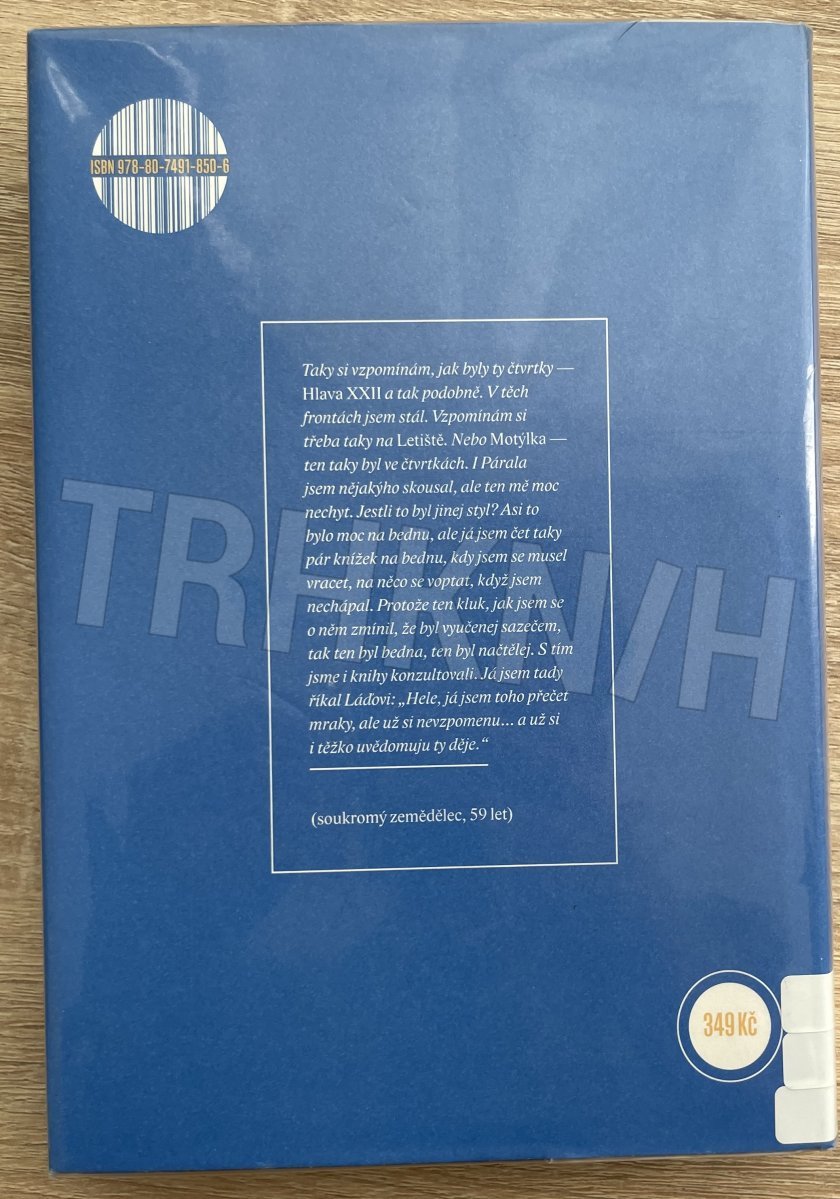 ISBN 978-80-7491-850-6
Taky si vzpomínám, jak byly ty čtvrtky —
Hlava XXII a tak podobně. V těch
frontách jsem stál. Vzpomínám si
třeba taky na Letiště. Nebo Motýlka —
ten taky byl ve čtvrtkách. I Párala
jsem nějakýho skousal, ale ten mě moc
nechyt. Jestli to byl jinej styl? Asi to
bylo moc na bednu, ale já jsem čet taky
pár knížek na bednu, kdy jsem se musel
vracet, na něco se voptat, když jsem
nechápal. Protože ten kluk, jak jsem se
o něm zmínil, že byl vyučenej sazečem,
tak ten byl bedna, ten byl načtělej. S tím
jsme i knihy konzultovali. Já jsem tady
říkal Láďovi: „Hele, já jsem toho přečet
mraky, ale už si nevzpomenu... a už si
i těžko uvědomuju ty děje.“
(soukromý zemědělec, 59 let)
TRHKNIH
349 Kč